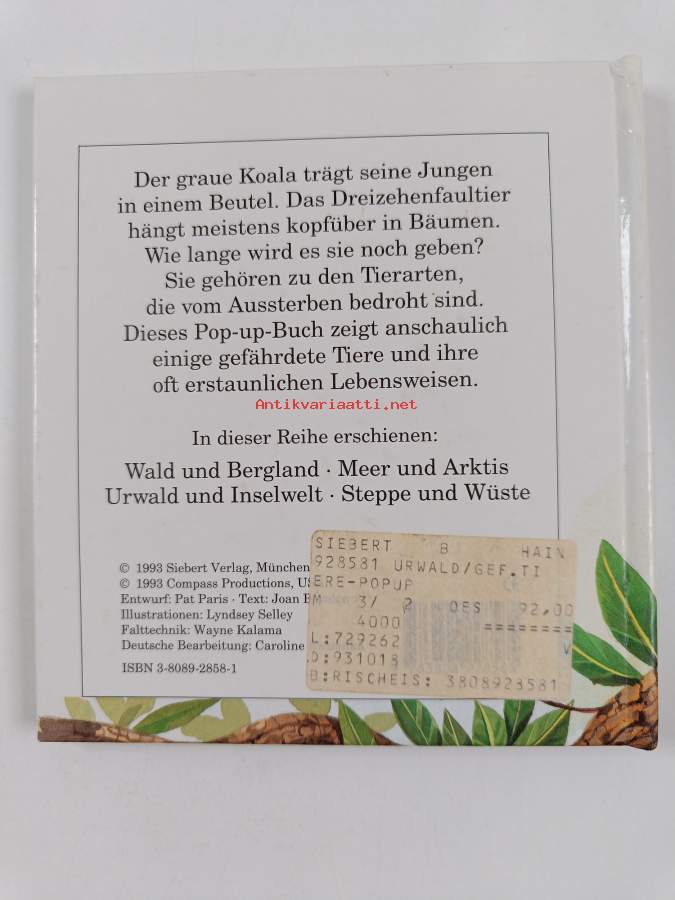 Der graue Koala trägt seine Jungen
in einem Beutel. Das Dreizehenfaultier
hängt meistens kopfüber in Bäumen.
Wie lange wird es sie noch geben?
Sie gehören zu den Tierarten,
die vom Aussterben bedroht sind.
Dieses Pop-up-Buch zeigt anschaulich
einige gefährdete Tiere und ihre
oft erstaunlichen Lebensweisen.
Antikvariaatti.net
In dieser Reihe erschienen:
Wald und Bergland · Meer und Arktis
Urwald und Inselwelt · Steppe und Wüste
© 1993 Siebert Verlag, München
© 1993 Compass Productions,
Entwurf: Pat Paris · Text: Joan
Illustrationen: Lyndsey Selley
Falttechnik: Wayne Kalama
Deutsche Bearbeitung: Caroline
ISBN 3-8089-2858-1
SIEBERT B HAIN
928581 URWALD/GEF.TI
ERE-POPUP
3/ 2 OES 92,00
4000 ========
L:729262 V
D:931013
B:RISCHEIS: 3808928581